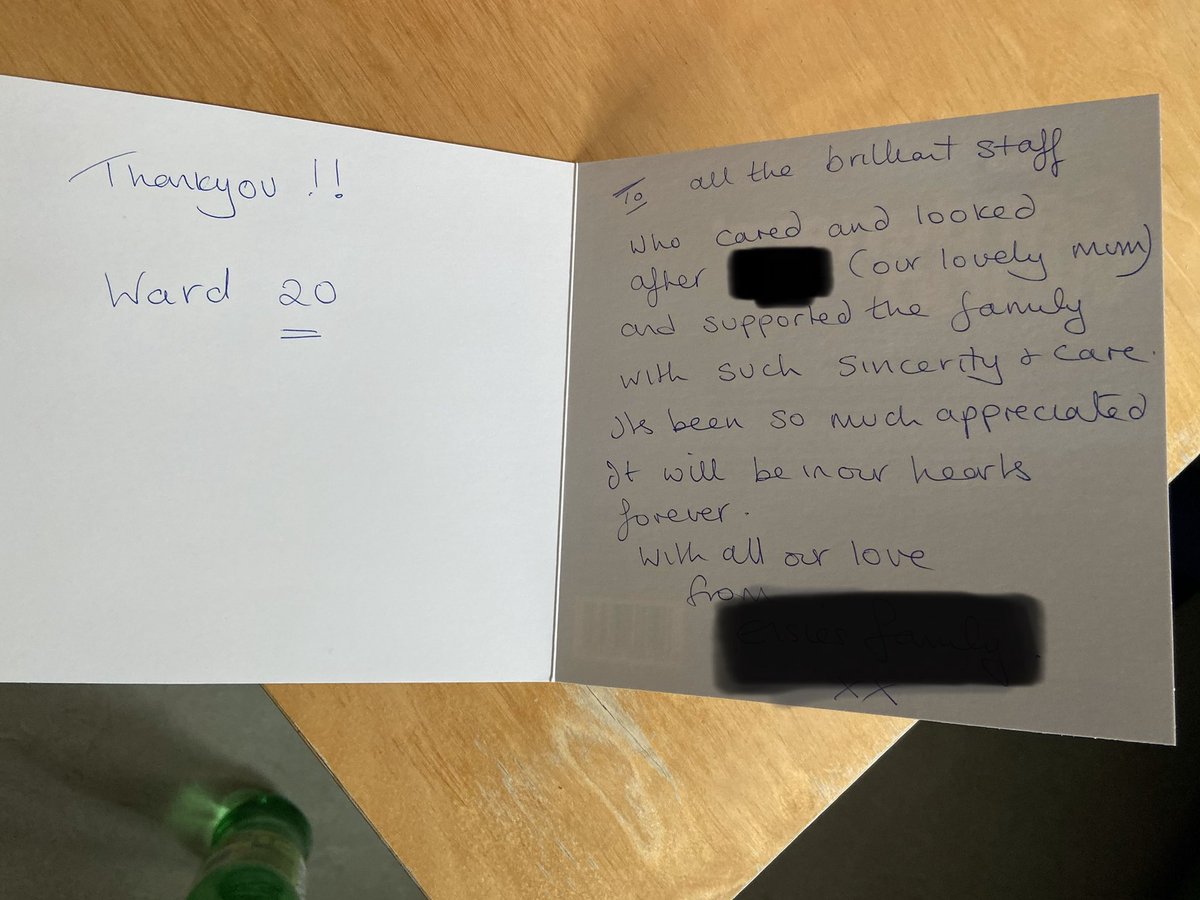 Thankyou !!
Ward 20
To all the brilliant staff
who cared and looked
after (our lovely mum)
and supported the family
with such sincerity & care.
It's been so much appreciated
It will be in our hearts
forever.
With all our love
from
xx